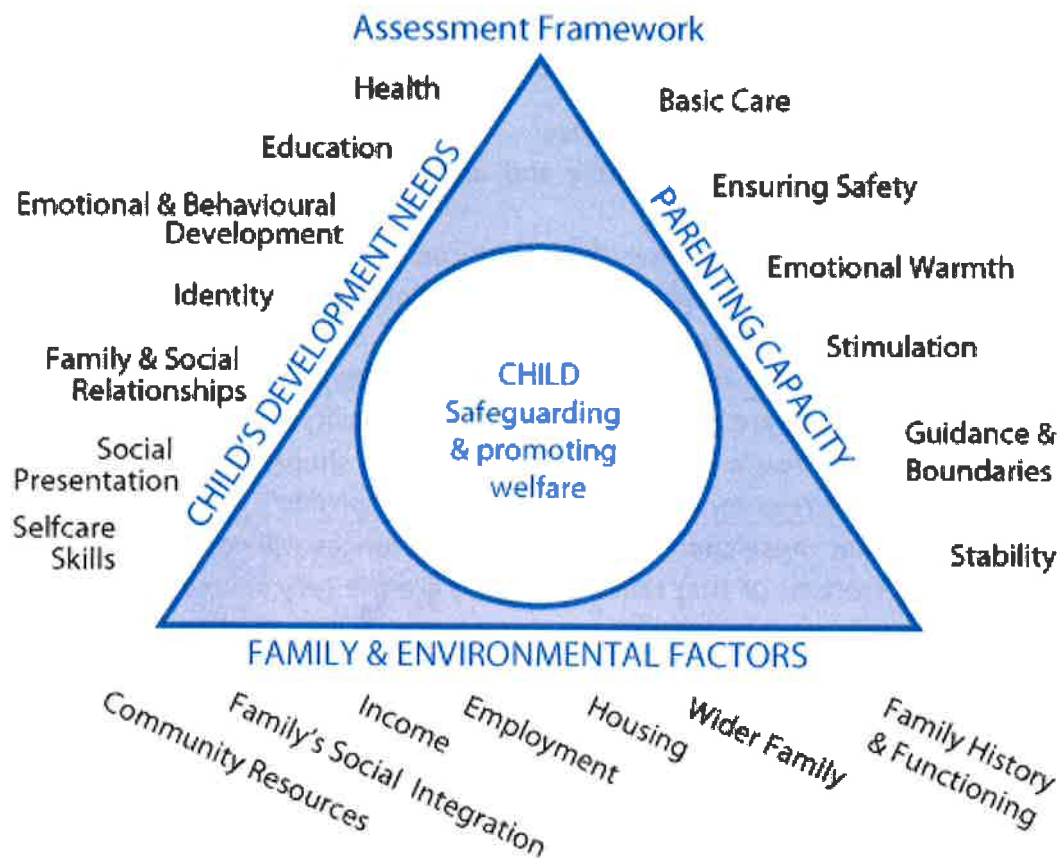 Assessment Framework
Health
Education
Emotional & Behavioural
Development
Identity
Family & Social
Relationships
Social
Presentation
Selfcare
Skills
CHILD'S DEVELOPMENT NEEDS
Basic Care
Ensuring Safety
Emotional Warmth
Stimulation
Guidance &
Boundaries
Stability
PARENTING CAPACITY
CHILD
Safeguarding
& promoting
welfare
FAMILY & ENVIRONMENTAL FACTORS
Community Resources
Family's Social Integration
Income
Employment
Housing
Wider Family
Family History
& Functioning